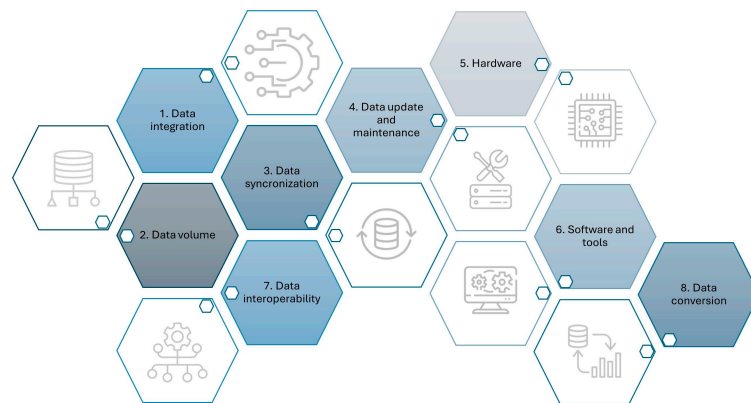 1. Data
integration
2. Data volume
3. Data
syncronization
4. Data update
and
maintenance
5. Hardware
6. Software and
tools
7. Data
interoperability
8. Data
conversion